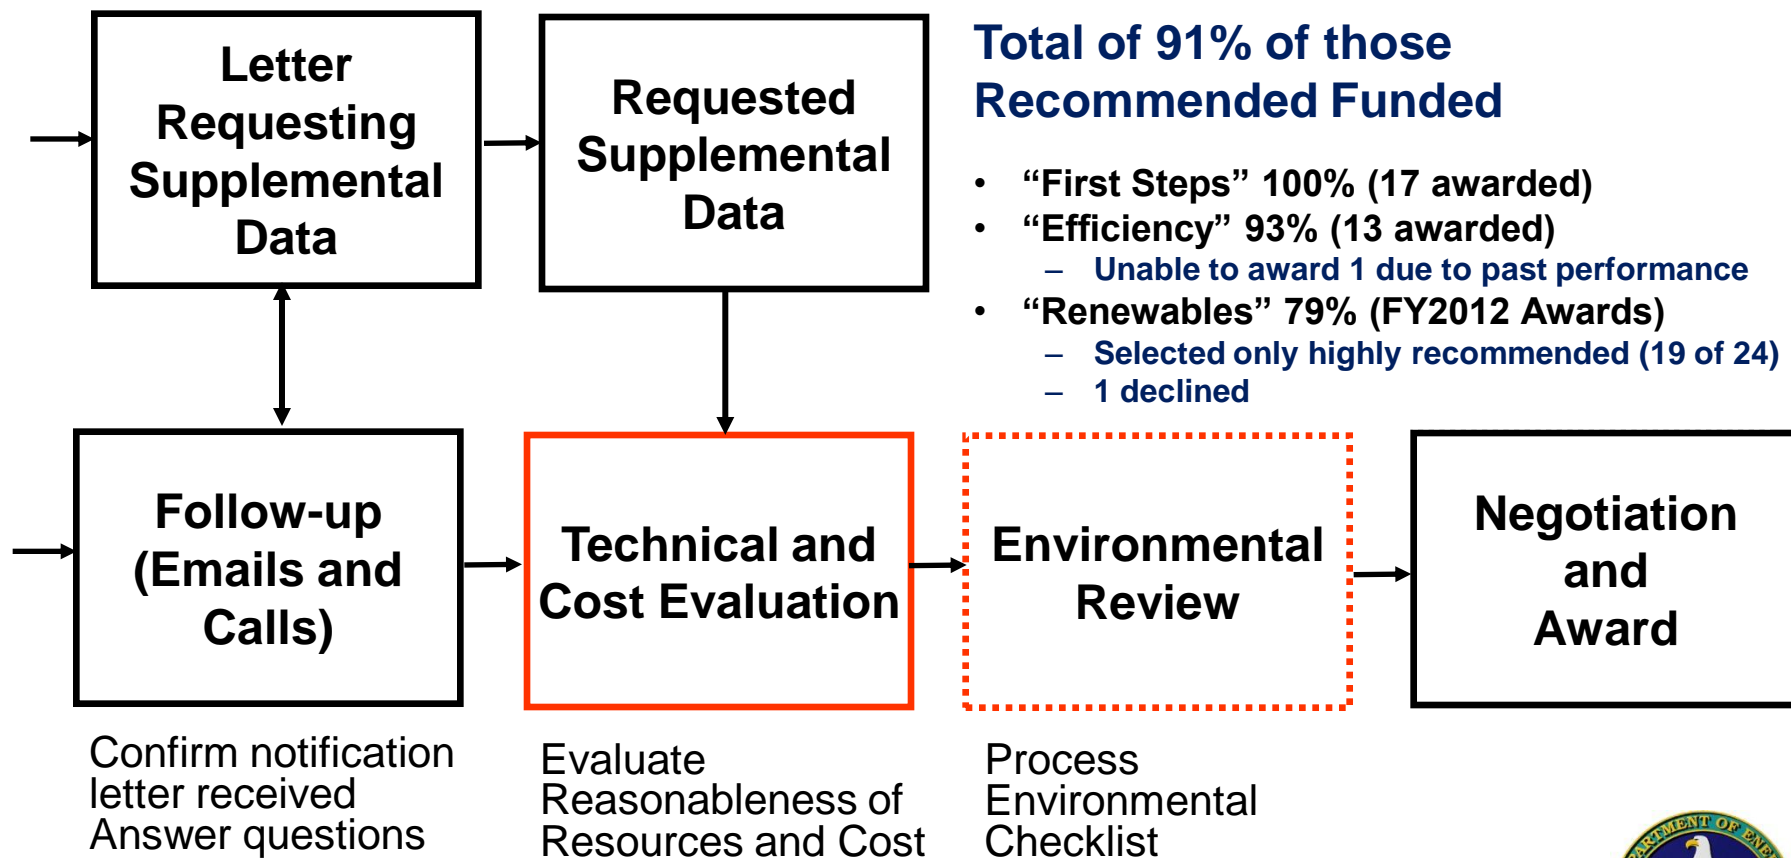 Letter
Requesting
Supplemental
Data
Requested
Supplemental
Data
Total of 91% of those
Recommended Funded
• “First Steps” 100% (17 awarded)
• “Efficiency” 93% (13 awarded)
– Unable to award 1 due to past performance
• “Renewables” 79% (FY2012 Awards)
– Selected only highly recommended (19 of 24)
– 1 declined
Follow-up
(Emails and
Calls)
Technical and
Cost Evaluation
Environmental
Review
Negotiation
and
Award
Confirm notification
letter received
Answer questions
Evaluate
Reasonableness of
Resources and Cost
Process
Environmental
Checklist
OF